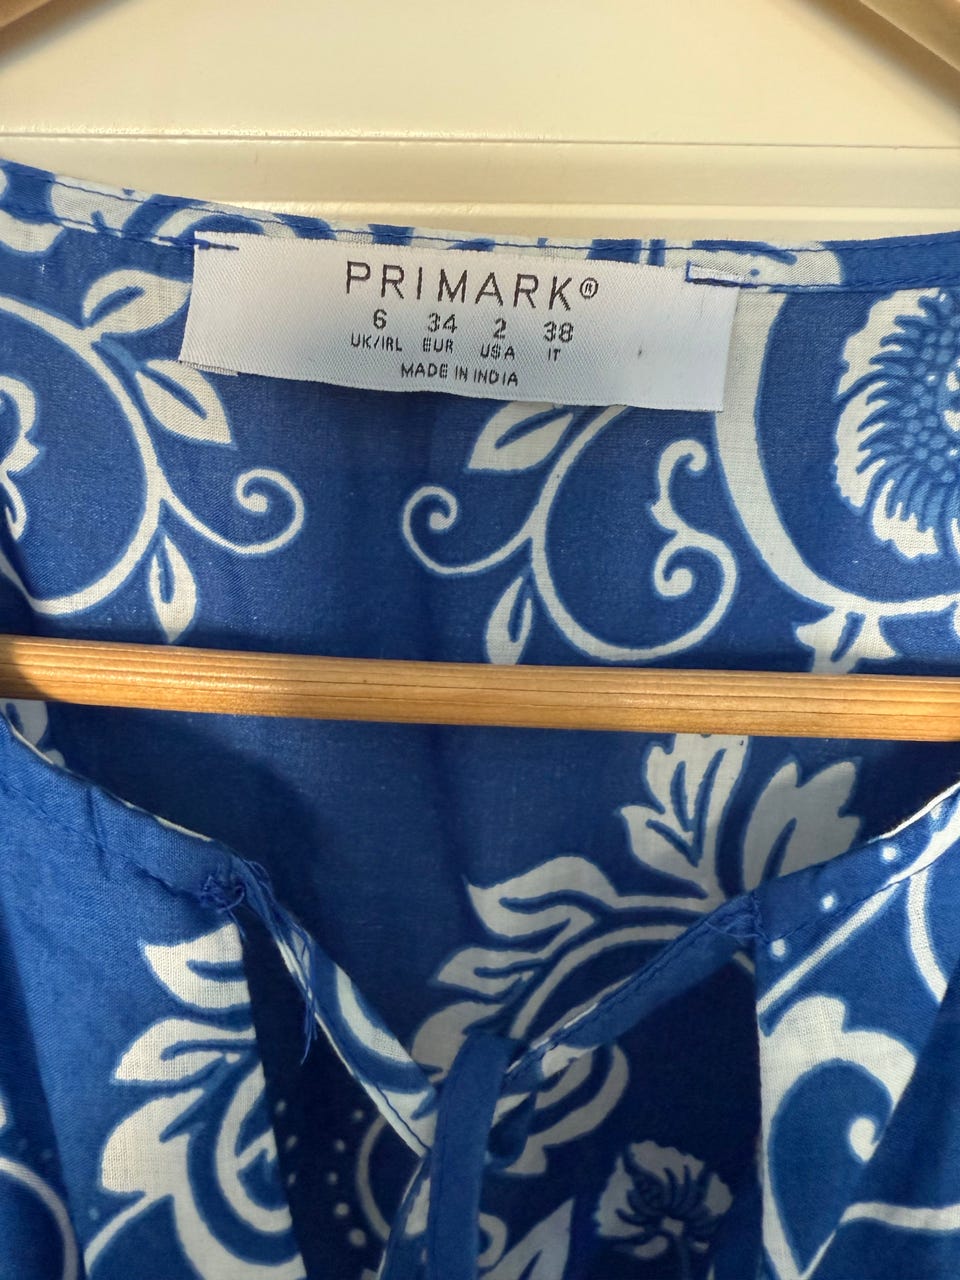 PRIMARK®
6 34 2 38
UK/IRL EUR USA IT
MADE IN INDIA